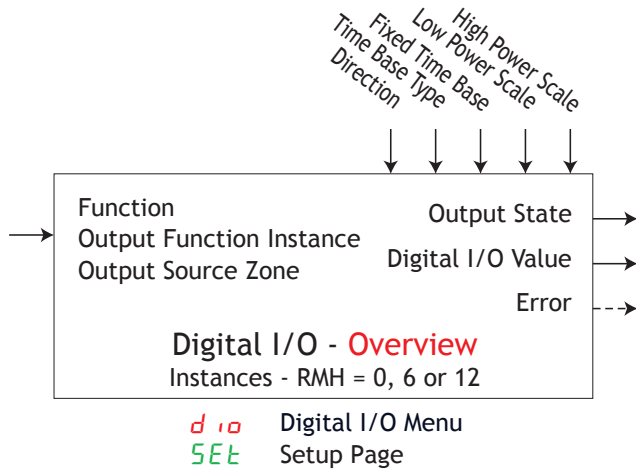 Direction
Time Base Type
Fixed Time Base
Low Power Scale
High Power Scale
Function
Output Function Instance
Output Source Zone
Output State
Digital I/O Value
Error
Digital I/O - Overview
Instances - RMH = 0, 6 or 12
dio Digital I/O Menu
SEt Setup Page